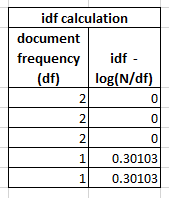 idf calculation
document
frequency idf -
(df) log(N/df)
2 0
2 0
2 0
1 0.30103
1 0.30103